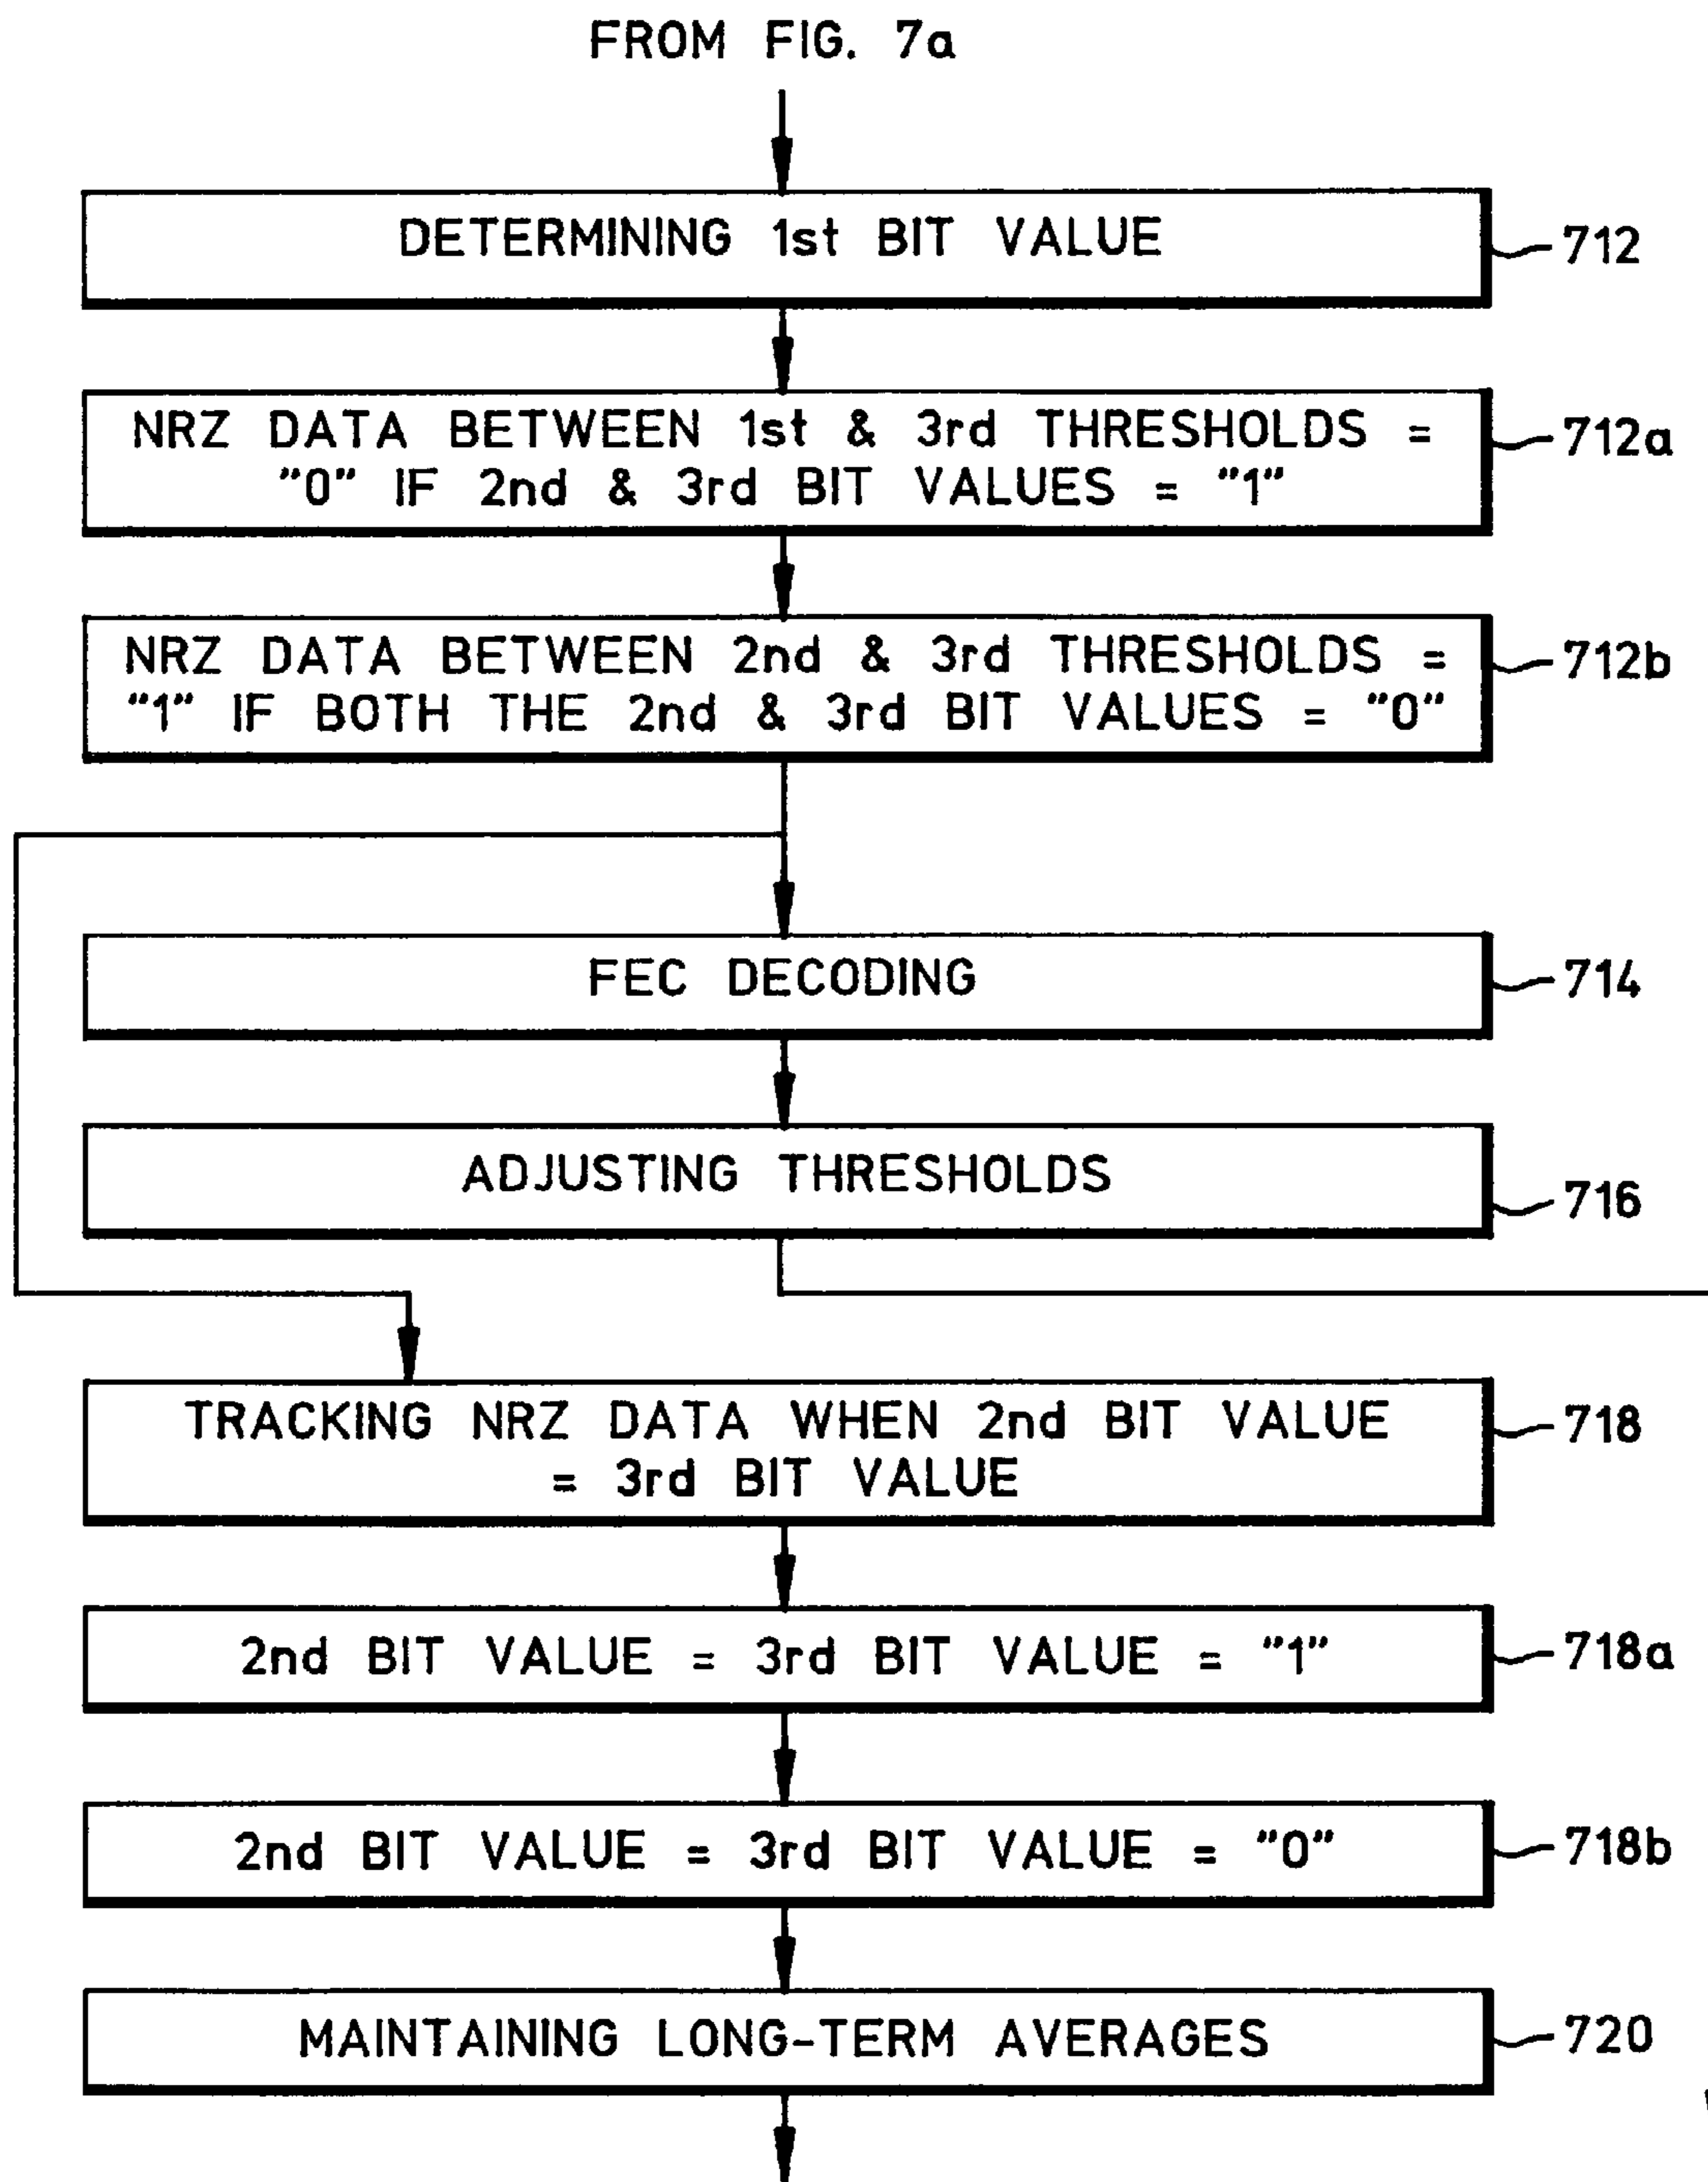 FROM FIG. 7a
DETERMINING 1st BIT VALUE
712
NRZ DATA BETWEEN 1st & 3rd THRESHOLDS =
"0" IF 2nd & 3rd BIT VALUES = "1"
712a
NRZ DATA BETWEEN 2nd & 3rd THRESHOLDS =
"1" IF BOTH THE 2nd & 3rd BIT VALUES = "0"
712b
FEC DECODING
714
ADJUSTING THRESHOLDS
716
TRACKING NRZ DATA WHEN 2nd BIT VALUE
= 3rd BIT VALUE
718
2nd BIT VALUE = 3rd BIT VALUE = "1"
718a
2nd BIT VALUE = 3rd BIT VALUE = "0"
718b
MAINTAINING LONG-TERM AVERAGES
720